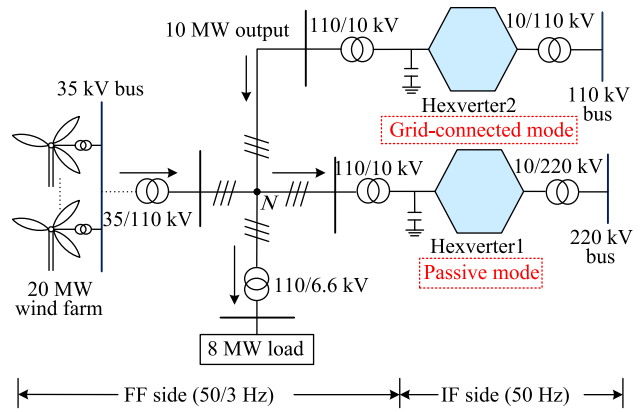 110/10 kV
10/110 kV
10 MW output
35 kV bus
Hexverter2
Grid-connected mode
110 kV
bus
110/10 kV
10/220 kV
35/110 kV
N
Hexverter1
Passive mode
220 kV
bus
20 MW
wind farm
110/6.6 kV
8 MW load
FF side (50/3 Hz)
IF side (50 Hz)